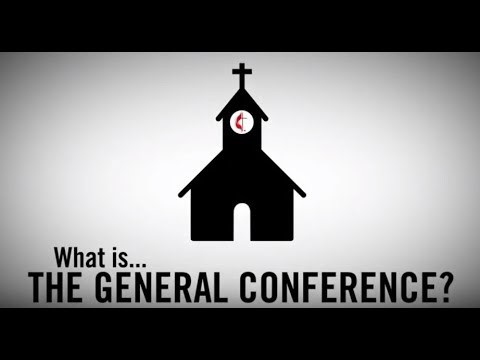 What is...
THE GENERAL CONFERENCE?